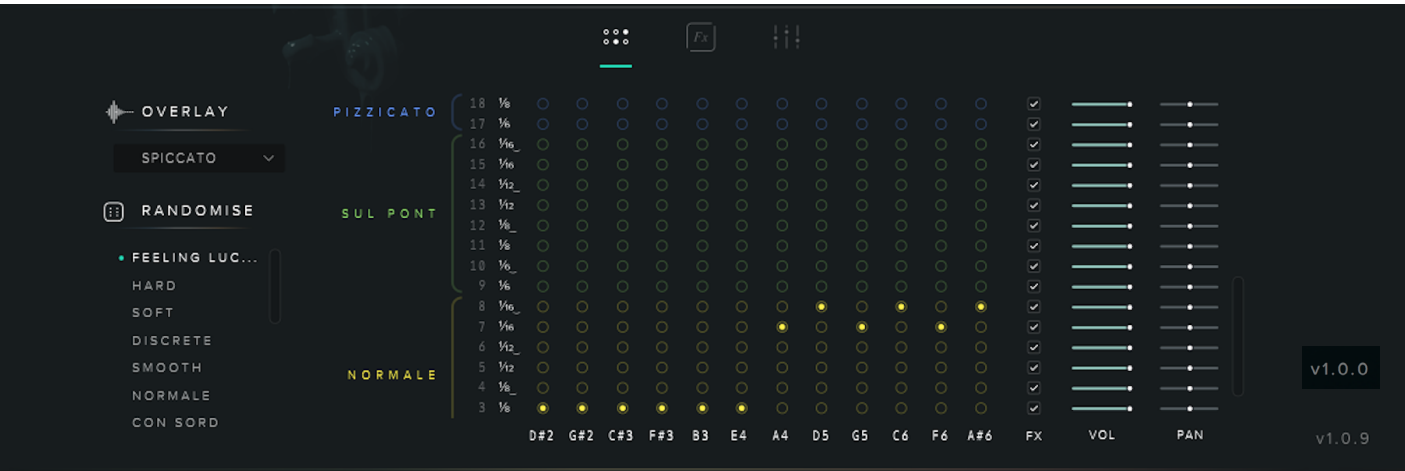 Fx
OVERLAY
SPICCATO
RANDOMISE
FEELING LUC...
HARD
SOFT
DISCRETE
SMOOTH
NORMALE
CON SORD
PIZZICATO
SUL PONT
NORMALE
18 1/8
17 1/6
16 1/16_
15 1/16
14 1/12_
13 1/12
12 1/8_
11 1/8
10 1/6_
9 1/6
8 1/16_
7 1/16
6 1/12_
5 1/12
4 1/8_
3 1/8
D#2 G#2 C#3 F#3 B3 E4 A4 D5 G5 C6 F6 A#6 FX VOL PAN
v1.0.0
v1.0.9